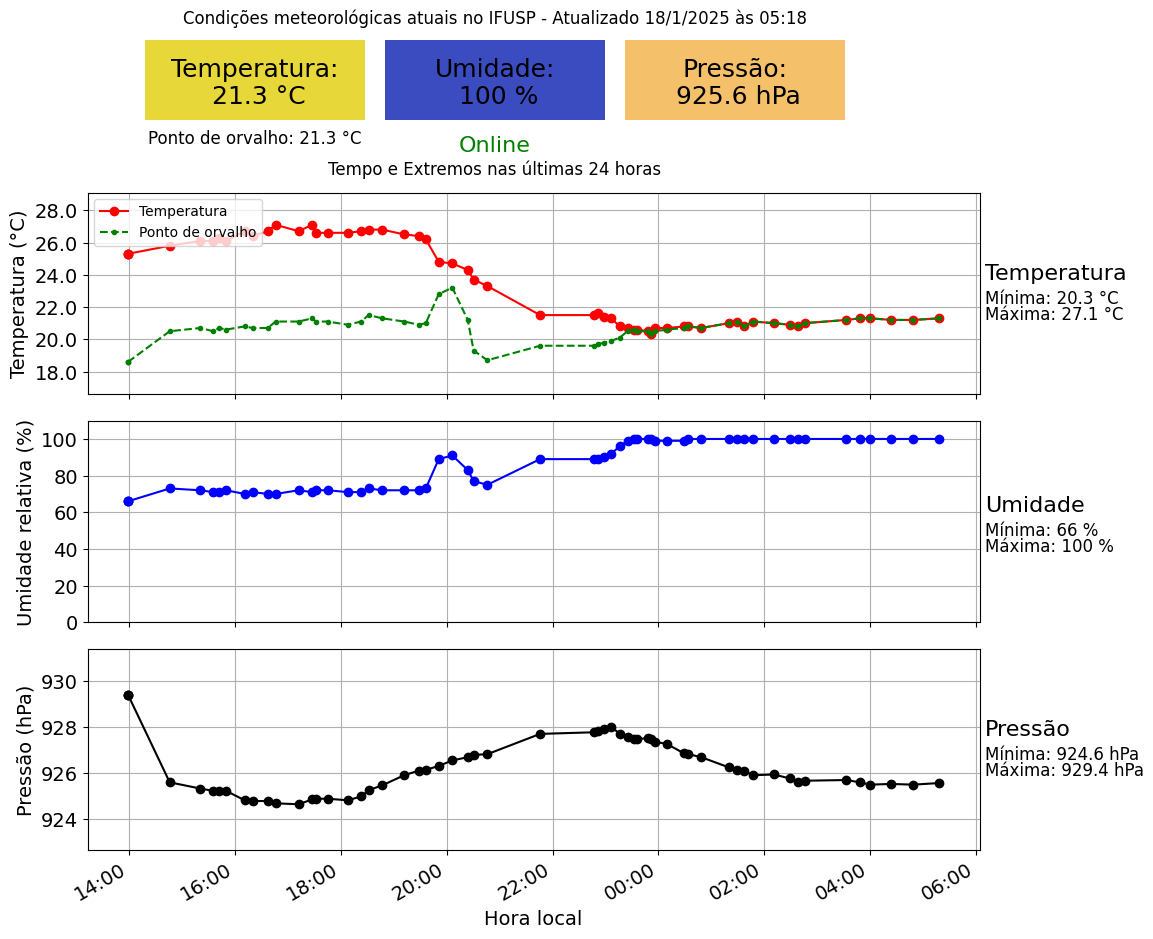 Condições meteorológicas atuais no IFUSP - Atualizado 18/1/2025 às 05:18
Temperatura:
21.3 °C
Umidade:
100 %
Pressão:
925.6 hPa
Ponto de orvalho: 21.3 °C
Online
Tempo e Extremos nas últimas 24 horas
Temperatura (°C)
28.0
26.0
24.0
22.0
20.0
18.0
Temperatura
Ponto de orvalho
Temperatura
Mínima: 20.3 °C
Máxima: 27.1 °C
Umidade relativa (%)
100
80
60
40
20
0
Umidade
Mínima: 66 %
Máxima: 100 %
Pressão (hPa)
930
928
926
924
Pressão
Mínima: 924.6 hPa
Máxima: 929.4 hPa
14:00
16:00
18:00
20:00
22:00
00:00
02:00
04:00
06:00
Hora local